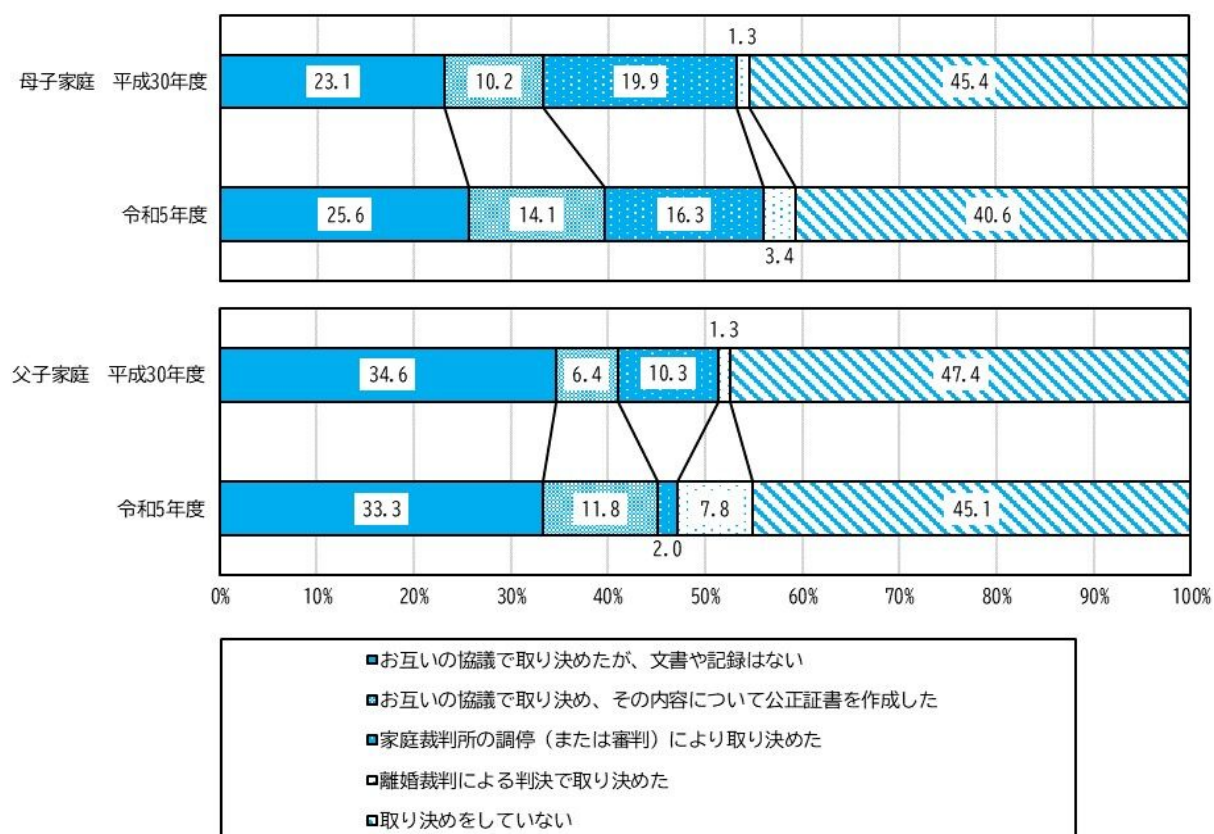 1.3
母子家庭 平成30年度 23.1 10.2 19.9 45.4
令和5年度 25.6 14.1 16.3 40.6
3.4
1.3
父子家庭 平成30年度 34.6 6.4 10.3 47.4
令和5年度 33.3 11.8 7.8 45.1
2.0
0% 10% 20% 30% 40% 50% 60% 70% 80% 90% 100%
お互いの協議で取り決めたが、文書や記録はない
お互いの協議で取り決め、その内容について公正証書を作成した
家庭裁判所の調停（または審判）により取り決めた
離婚裁判による判決で取り決めた
取り決めをしていない